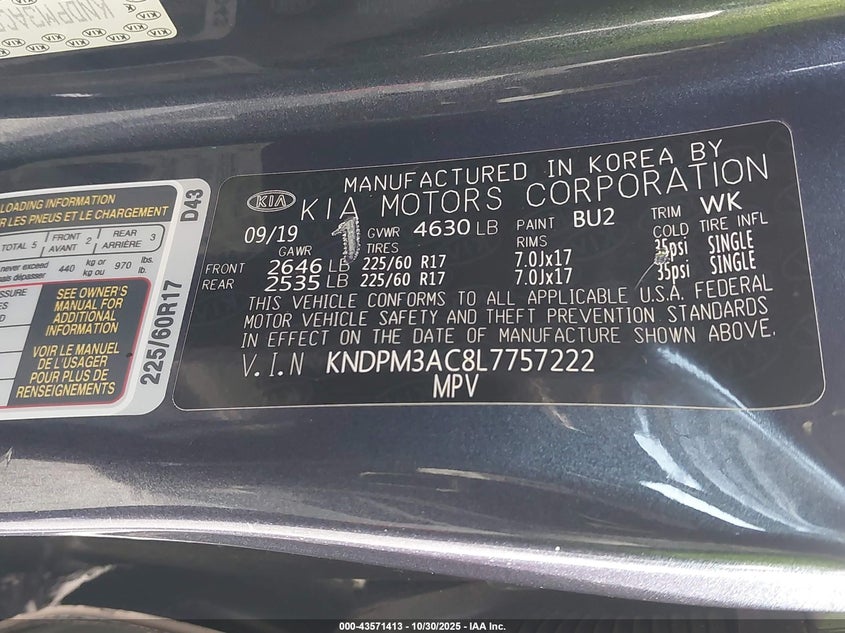 KNDPM3AC
KIA
LOADING INFORMATION
LES PNEUS ET LE CHARGEMENT
D43
TOTAL 5 FRONT AVANT 2 REAR ARRIÈRE 3
never exceed
440 kg or kg ou 970 lbs. lb.
SEE OWNER'S
MANUAL FOR
ADDITIONAL
INFORMATION
VOIR LE MANUEL
DE L'USAGER
POUR PLUS DE
RENSEIGNEMENTS
225/60R17
MANUFACTURED IN KOREA BY
KIA KIA MOTORS CORPORATION
09/19 GVWR 4630 LB PAINT BU2 TRIM WK
GAWR TIRES RIMS COLD TIRE INFL
FRONT 2646 LB 225/60 R17 7.0Jx17 35psi SINGLE
REAR 2535 LB 225/60 R17 7.0Jx17 35psi SINGLE
THIS VEHICLE CONFORMS TO ALL APPLICABLE U.S.A. FEDERAL
MOTOR VEHICLE SAFETY AND THEFT PREVENTION STANDARDS
IN EFFECT ON THE DATE OF MANUFACTURE SHOWN ABOVE.
V.I.N KNDPM3AC8L7757222
MPV
000-43571413 - 10/30/2025 - IAA Inc.